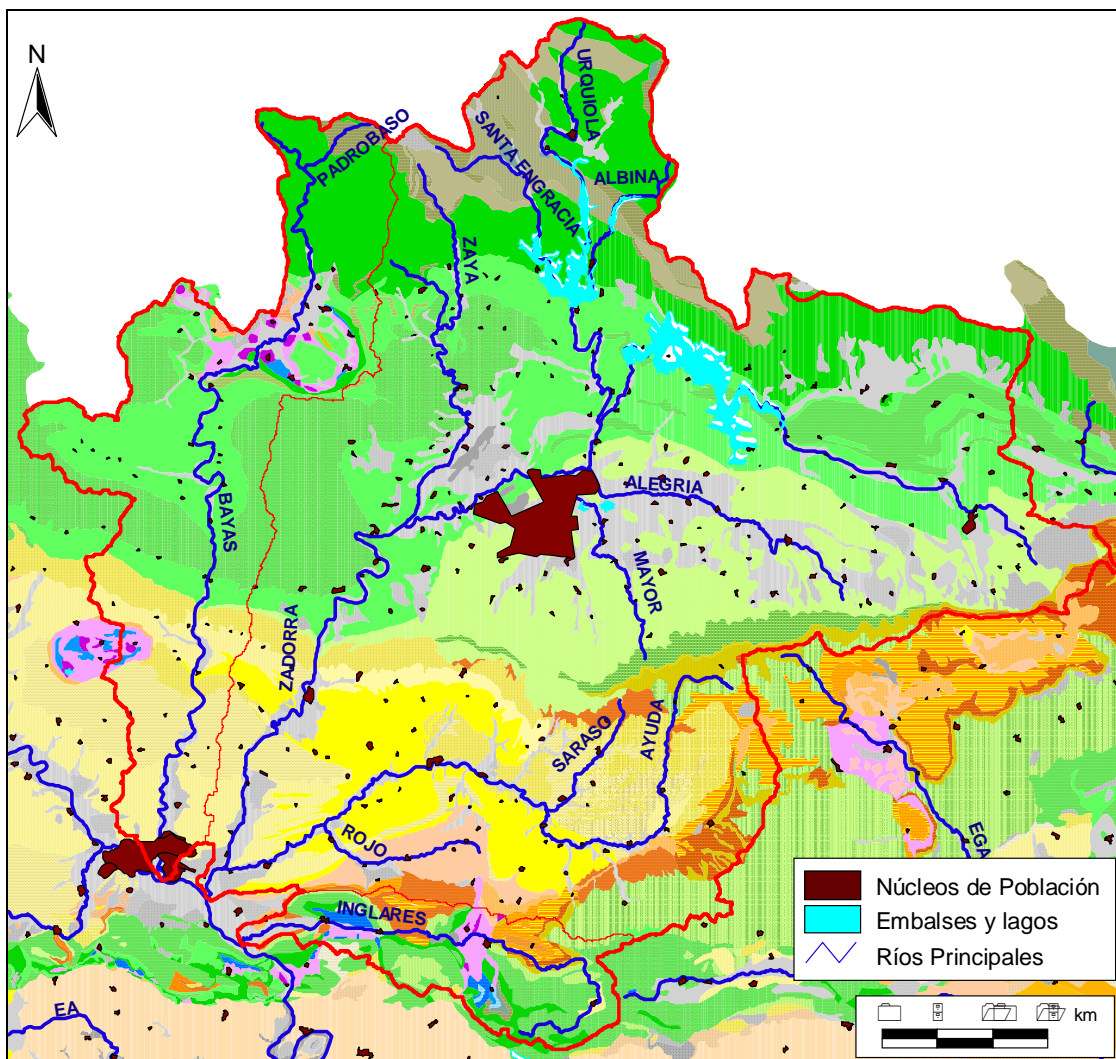 N
URQUIOLA
PADROBASO
SANTA ENGRACIA
ALBINA
ZAYA
BAYAS
ALEGRIA
MAYOR
ZADORRA
SARASO
AYUDA
ROJO
EGA
INGLARES
EA
Núcleos de Población
Embalses y lagos
Ríos Principales
km